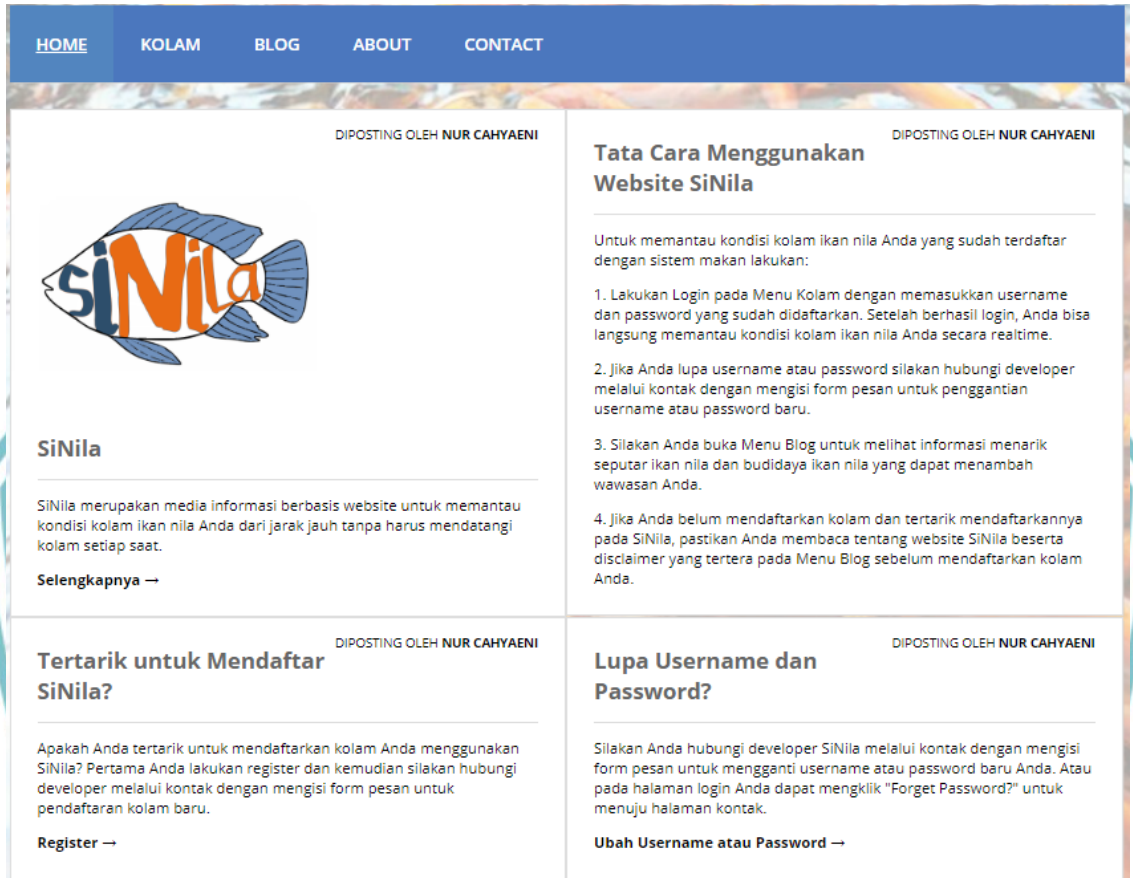 HOME KOLAM BLOG ABOUT CONTACT
DIPOSTING OLEH NUR CAHYAENI
siNila
SiNila
SiNila merupakan media informasi berbasis website untuk memantau
kondisi kolam ikan nila Anda dari jarak jauh tanpa harus mendatangi
kolam setiap saat.
Selengkapnya →
DIPOSTING OLEH NUR CAHYAENI
Tata Cara Menggunakan
Website SiNila
Untuk memantau kondisi kolam ikan nila Anda yang sudah terdaftar
dengan sistem makan lakukan:
1. Lakukan Login pada Menu Kolam dengan memasukkan username
dan password yang sudah didaftarkan. Setelah berhasil login, Anda bisa
langsung memantau kondisi kolam ikan nila Anda secara realtime.
2. Jika Anda lupa username atau password silakan hubungi developer
melalui kontak dengan mengisi form pesan untuk penggantian
username atau password baru.
3. Silakan Anda buka Menu Blog untuk melihat informasi menarik
seputar ikan nila dan budidaya ikan nila yang dapat menambah
wawasan Anda.
4. Jika Anda belum mendaftarkan kolam dan tertarik mendaftarkannya
pada SiNila, pastikan Anda membaca tentang website SiNila beserta
disclaimer yang tertera pada Menu Blog sebelum mendaftarkan kolam
Anda.
DIPOSTING OLEH NUR CAHYAENI
Tertarik untuk Mendaftar
SiNila?
Apakah Anda tertarik untuk mendaftarkan kolam Anda menggunakan
SiNila? Pertama Anda lakukan register dan kemudian silakan hubungi
developer melalui kontak dengan mengisi form pesan untuk
pendaftaran kolam baru.
Register →
DIPOSTING OLEH NUR CAHYAENI
Lupa Username dan
Password?
Silakan Anda hubungi developer SiNila melalui kontak dengan mengisi
form pesan untuk mengganti username atau password baru Anda. Atau
pada halaman login Anda dapat mengklik "Forget Password?" untuk
menuju halaman kontak.
Ubah Username atau Password →